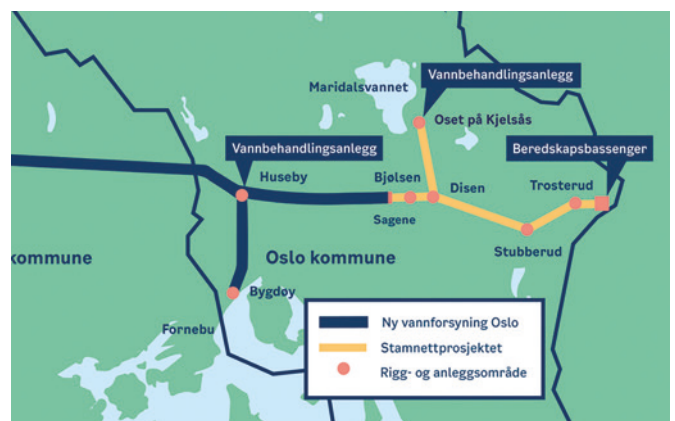 Vannbehandlingsanlegg
Maridalsvannet
Oset på Kjelsås
Vannbehandlingsanlegg
Beredskapsbassenger
Huseby
Bjølsen
Disen
Trosterud
Sagene
Stubberud
kommune
Oslo kommune
Bygdøy
Fornebu
Ny vannforsyning Oslo
Stamnettprosjektet
Rigg- og anleggsområde